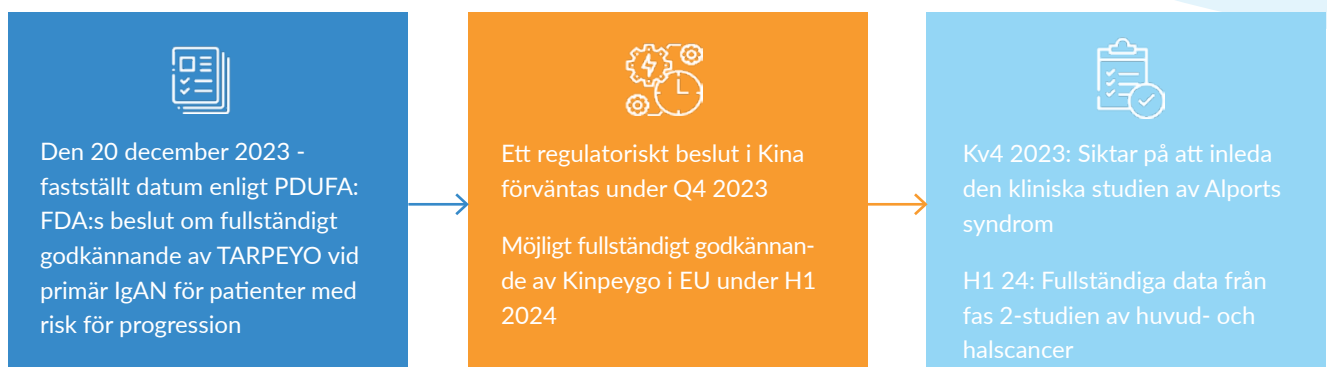 Den 20 december 2023 -
fastställt datum enligt PDUFA:
FDA:s beslut om fullständigt
godkännande av TARPEYO vid
primär IgAN för patienter med
risk för progression
Ett regulatoriskt beslut i Kina
förväntas under Q4 2023
Möjligt fullständigt godkännan-
de av Kinpeygo i EU under H1
2024
Kv4 2023: Siktar på att inleda
den kliniska studien av Alports
syndrom
H1 24: Fullständiga data från
fas 2-studien av huvud- och
halscancer